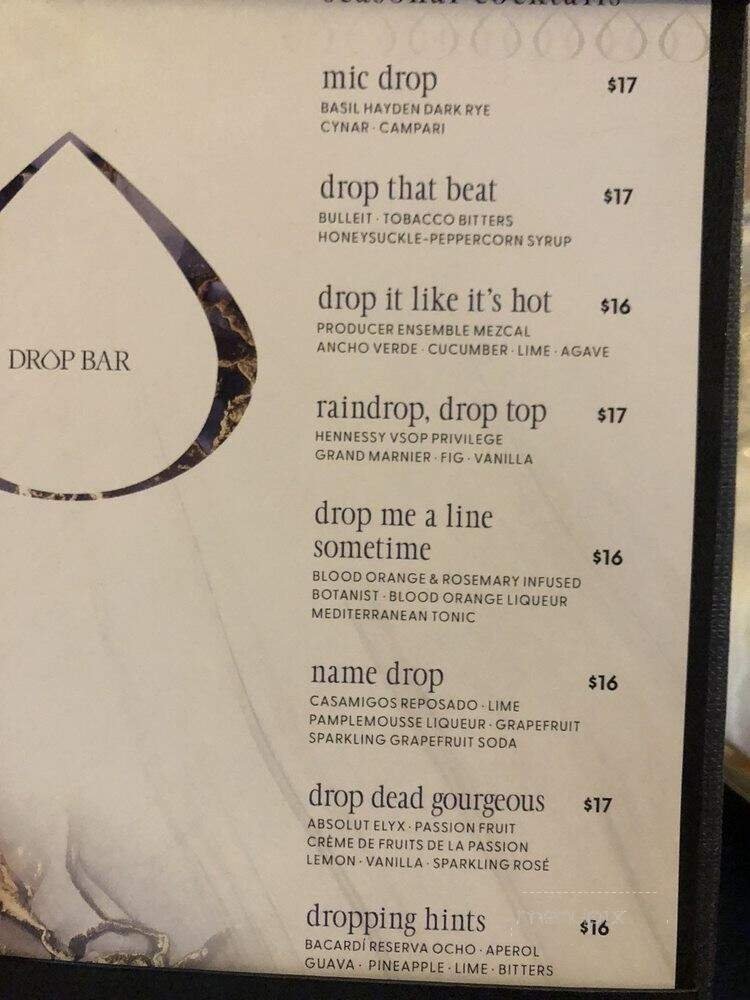 seasonal cocktails
mic drop $17
BASIL HAYDEN DARK RYE
CYNAR · CAMPARI
drop that beat $17
BULLEIT · TOBACCO BITTERS
HONEYSUCKLE-PEPPERCORN SYRUP
drop it like it's hot $16
PRODUCER ENSEMBLE MEZCAL
ANCHO VERDE · CUCUMBER · LIME · AGAVE
DROP BAR
raindrop, drop top $17
HENNESSY VSOP PRIVILEGE
GRAND MARNIER · FIG · VANILLA
drop me a line
sometime $16
BLOOD ORANGE & ROSEMARY INFUSED
BOTANIST · BLOOD ORANGE LIQUEUR
MEDITERRANEAN TONIC
name drop $16
CASAMIGOS REPOSADO · LIME
PAMPLEMOUSSE LIQUEUR · GRAPEFRUIT
SPARKLING GRAPEFRUIT SODA
drop dead gourgeous $17
ABSOLUT ELYX · PASSION FRUIT
CRÈME DE FRUITS DE LA PASSION
LEMON · VANILLA · SPARKLING ROSÉ
dropping hints $16
BACARDÍ RESERVA OCHO · APEROL
GUAVA · PINEAPPLE · LIME · BITTERS